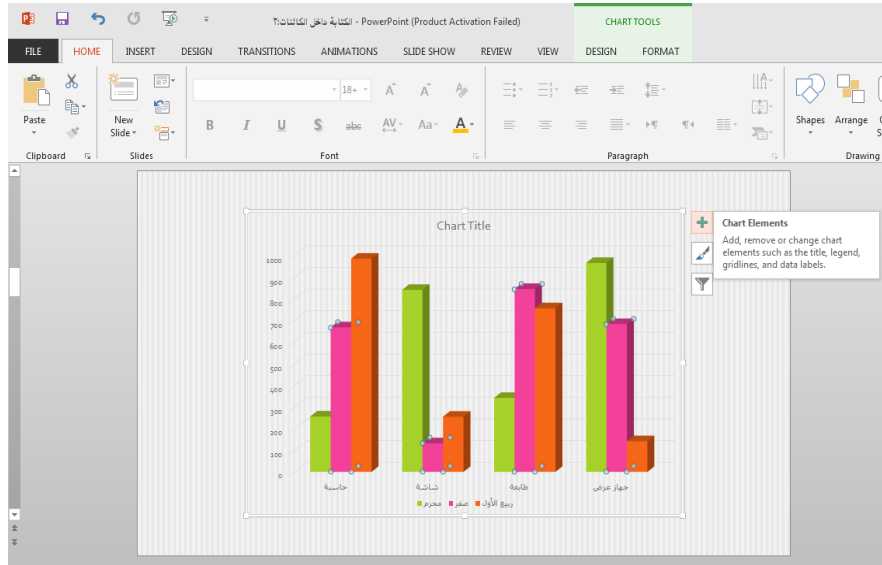 الكتابة داخل الكائنات:٢ - PowerPoint (Product Activation Failed)
CHART TOOLS
FILE HOME INSERT DESIGN TRANSITIONS ANIMATIONS SLIDE SHOW REVIEW VIEW DESIGN FORMAT
18+
Paste
New Slide
B I U S abc AV Aa A
Shapes Arrange
Clipboard Slides Font Paragraph Drawing
Chart Title
Chart Elements
Add, remove or change chart
elements such as the title, legend,
gridlines, and data labels.
1000
900
800
700
600
500
400
300
200
100
0
حاسبة شاشة طابعة جهاز عرض
محرم صفر ربيع الأول